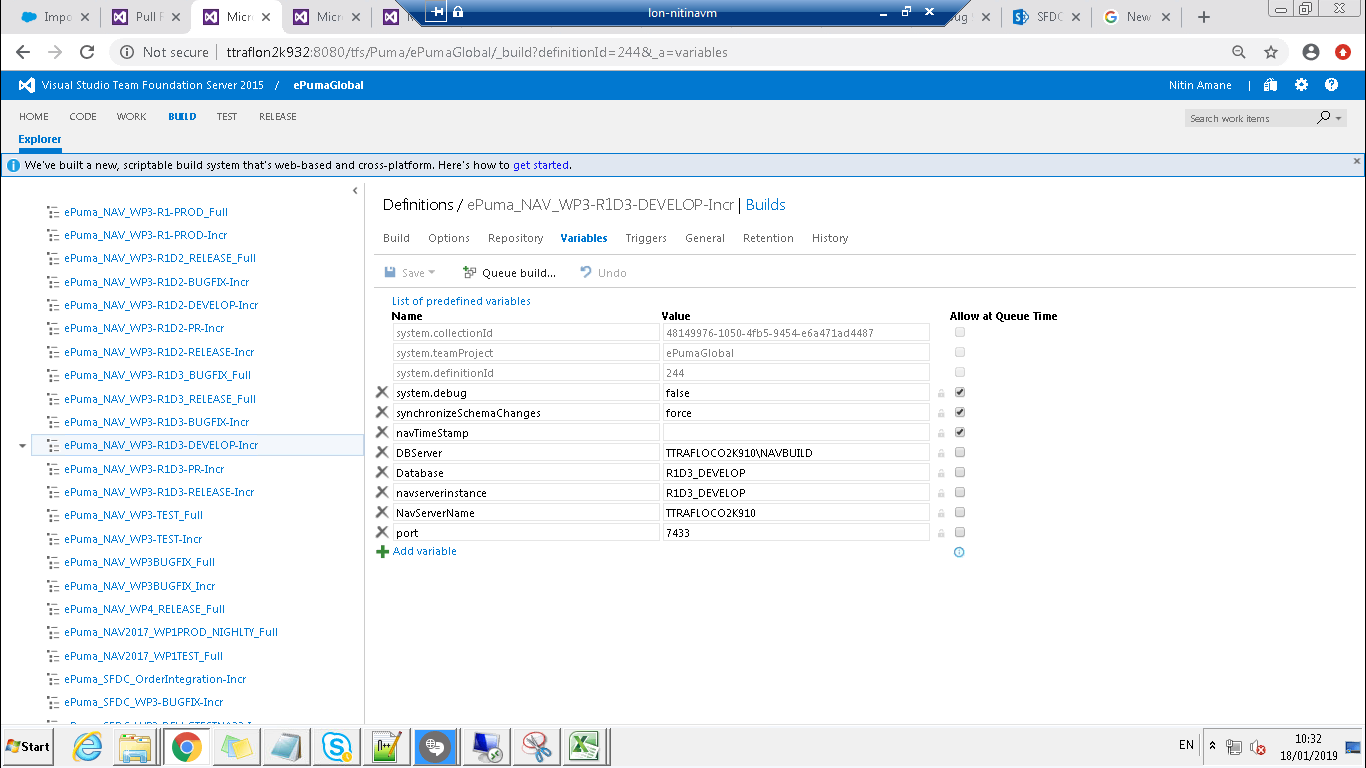 lon-nitinavm
Impo
Pull F
Micro
Micro
SFDC
New
Not secure
ttraflon2k932:8080/tfs/Puma/ePumaGlobal/_build?definitionId=244&_a=variables
Visual Studio Team Foundation Server 2015 / ePumaGlobal
Nitin Amane
HOME CODE WORK BUILD TEST RELEASE
Search work items
Explorer
We've built a new, scriptable build system that's web-based and cross-platform. Here's how to get started.
ePuma_NAV_WP3-R1-PROD_Full
ePuma_NAV_WP3-R1-PROD-Incr
ePuma_NAV_WP3-R1D2_RELEASE_Full
ePuma_NAV_WP3-R1D2-BUGFIX-Incr
ePuma_NAV_WP3-R1D2-DEVELOP-Incr
ePuma_NAV_WP3-R1D2-PR-Incr
ePuma_NAV_WP3-R1D2-RELEASE-Incr
ePuma_NAV_WP3-R1D3_BUGFIX_Full
ePuma_NAV_WP3-R1D3_RELEASE_Full
ePuma_NAV_WP3-R1D3-BUGFIX-Incr
ePuma_NAV_WP3-R1D3-DEVELOP-Incr
ePuma_NAV_WP3-R1D3-PR-Incr
ePuma_NAV_WP3-R1D3-RELEASE-Incr
ePuma_NAV_WP3-TEST_Full
ePuma_NAV_WP3-TEST-Incr
ePuma_NAV_WP3BUGFIX_Full
ePuma_NAV_WP3BUGFIX_Incr
ePuma_NAV_WP4_RELEASE_Full
ePuma_NAV2017_WP1PROD_NIGHLTY_Full
ePuma_NAV2017_WP1TEST_Full
ePuma_SFDC_OrderIntegration-Incr
ePuma_SFDC_WP3-BUGFIX-Incr
Definitions / ePuma_NAV_WP3-R1D3-DEVELOP-Incr | Builds
Build Options Repository Variables Triggers General Retention History
Save Queue build... Undo
List of predefined variables
Name Value Allow at Queue Time
system.collectionId 48149976-1050-4fb5-9454-e6a471ad4487
system.teamProject ePumaGlobal
system.definitionId 244
system.debug false
synchronizeSchemaChanges force
navTimeStamp
DBServer TTRAFLOCO2K910\NAVBUILD
Database R1D3_DEVELOP
navserverinstance R1D3_DEVELOP
NavServerName TTRAFLOCO2K910
port 7433
Add variable
Start
EN
10:32
18/01/2019